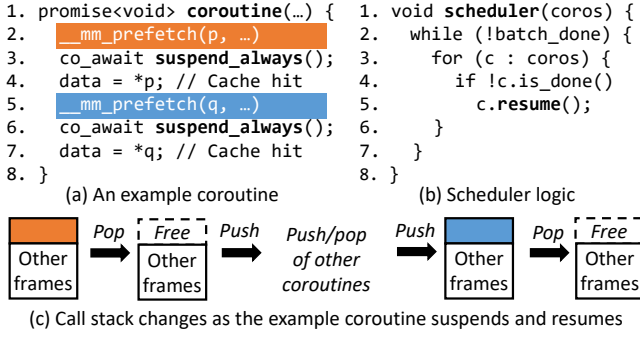 1. promise<void> coroutine(…) {
2. __mm_prefetch(p, …)
3. co_await suspend_always();
4. data = *p; // Cache hit
5. __mm_prefetch(q, …)
6. co_await suspend_always();
7. data = *q; // Cache hit
8. }
(a) An example coroutine
1. void scheduler(coros) {
2. while (!batch_done) {
3. for (c : coros) {
4. if !c.is_done()
5. c.resume();
6. }
7. }
8. }
(b) Scheduler logic
Other
frames
Pop
Free
Other
frames
Push
Push/pop
of other
coroutines
Push
Other
frames
Pop
Free
Other
frames
(c) Call stack changes as the example coroutine suspends and resumes